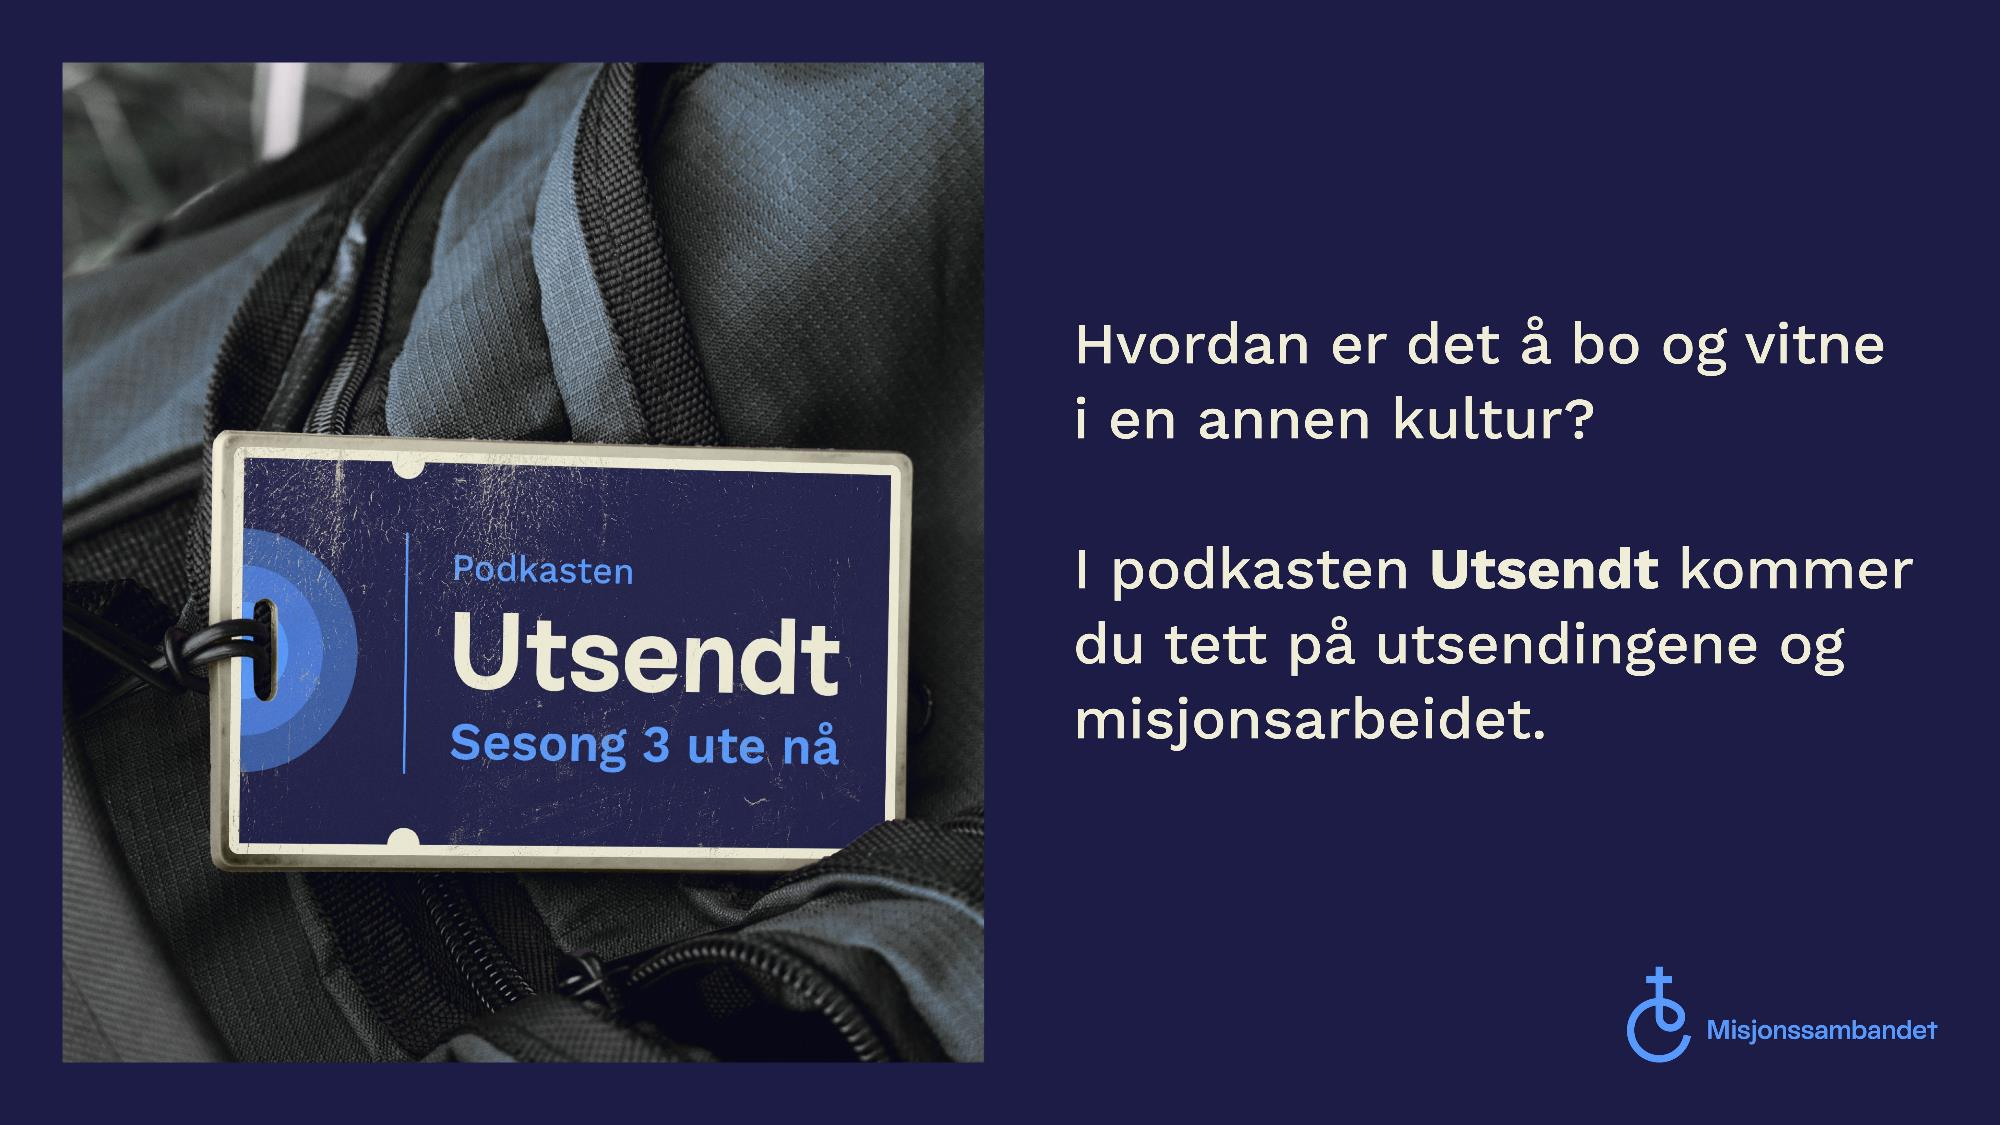 Podkasten
Utsendt
Sesong 3 ute nå
Hvordan er det å bo og vitne
i en annen kultur?
I podkasten Utsendt kommer
du tett på utsendingene og
misjonsarbeidet.
Misjonssambandet